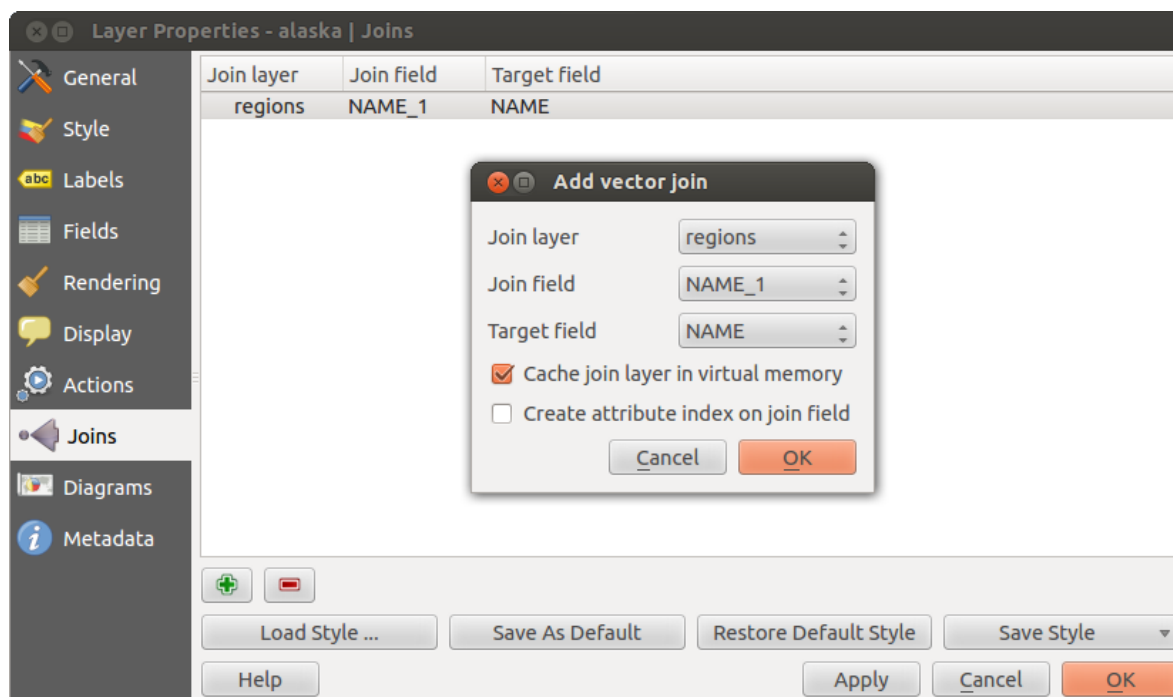 Layer Properties - alaska | Joins
General
Style
abc Labels
Fields
Rendering
Display
Actions
Joins
Diagrams
Metadata
Join layer Join field Target field
regions NAME_1 NAME
Add vector join
Join layer regions
Join field NAME_1
Target field NAME
Cache join layer in virtual memory
Create attribute index on join field
Cancel OK
Load Style ... Save As Default Restore Default Style Save Style
Help Apply Cancel OK